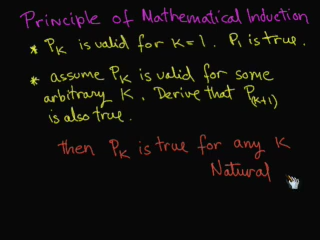 Principle of Mathematical Induction
* Pk is valid for k=1. P1 is true.
* assume Pk is valid for some
arbitrary k. Derive that P(k+1)
is also true.
then Pk is true for any k
Natural